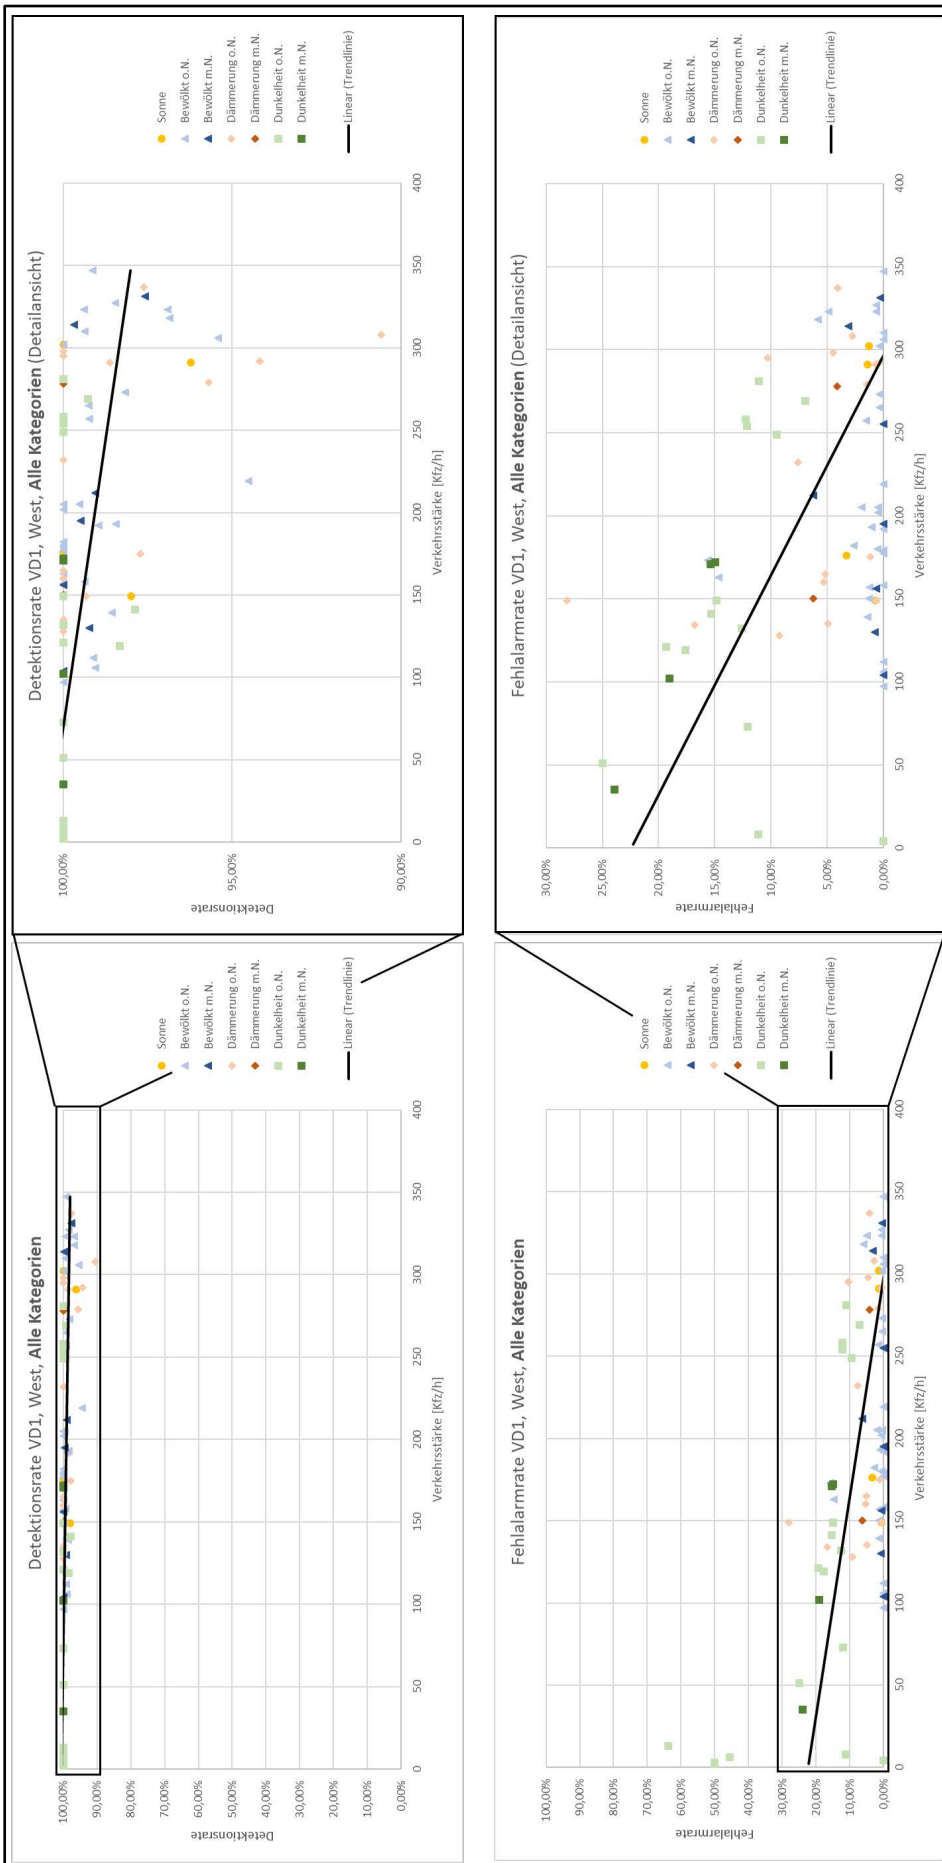 Detektionsrate VD1, West, Alle Kategorien
Detektionsrate
100,00%
90,00%
80,00%
70,00%
60,00%
50,00%
40,00%
30,00%
20,00%
10,00%
0,00%
0 50 100 150 200 250 300 350 400
Verkehrsstärke [Kfz/h]
Sonne
Bewölkt o.N.
Bewölkt m.N.
Dämmerung o.N.
Dämmerung m.N.
Dunkelheit o.N.
Dunkelheit m.N.
Linear (Trendlinie)
Detektionsrate VD1, West, Alle Kategorien (Detailansicht)
Detektionsrate
100,00%
95,00%
90,00%
0 50 100 150 200 250 300 350 400
Verkehrsstärke [Kfz/h]
Sonne
Bewölkt o.N.
Bewölkt m.N.
Dämmerung o.N.
Dämmerung m.N.
Dunkelheit o.N.
Dunkelheit m.N.
Linear (Trendlinie)
Fehlalarmrate VD1, West, Alle Kategorien
Fehlalarmrate
100,00%
90,00%
80,00%
70,00%
60,00%
50,00%
40,00%
30,00%
20,00%
10,00%
0,00%
0 50 100 150 200 250 300 350 400
Verkehrsstärke [Kfz/h]
Sonne
Bewölkt o.N.
Bewölkt m.N.
Dämmerung o.N.
Dämmerung m.N.
Dunkelheit o.N.
Dunkelheit m.N.
Linear (Trendlinie)
Fehlalarmrate VD1, West, Alle Kategorien (Detailansicht)
Fehlalarmrate
30,00%
25,00%
20,00%
15,00%
10,00%
5,00%
0,00%
0 50 100 150 200 250 300 350 400
Verkehrsstärke [Kfz/h]
Sonne
Bewölkt o.N.
Bewölkt m.N.
Dämmerung o.N.
Dämmerung m.N.
Dunkelheit o.N.
Dunkelheit m.N.
Linear (Trendlinie)